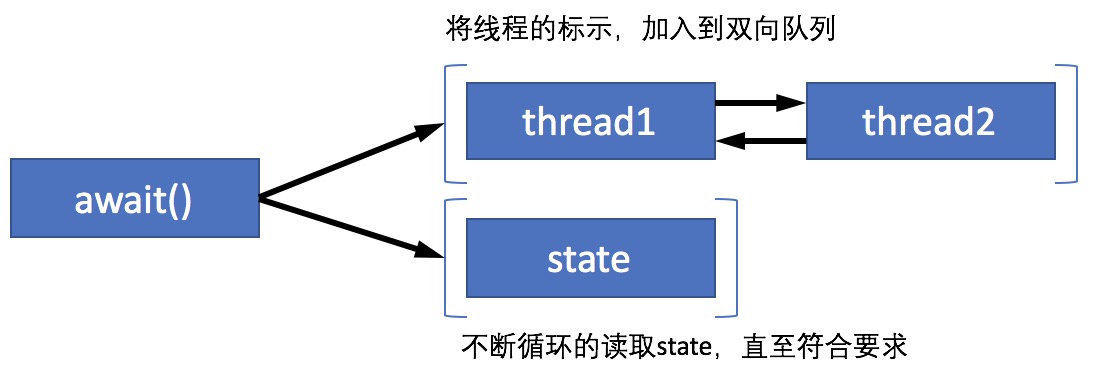 将线程的标示，加入到双向队列
thread1
thread2
await()
state
不断循环的读取state，直至符合要求